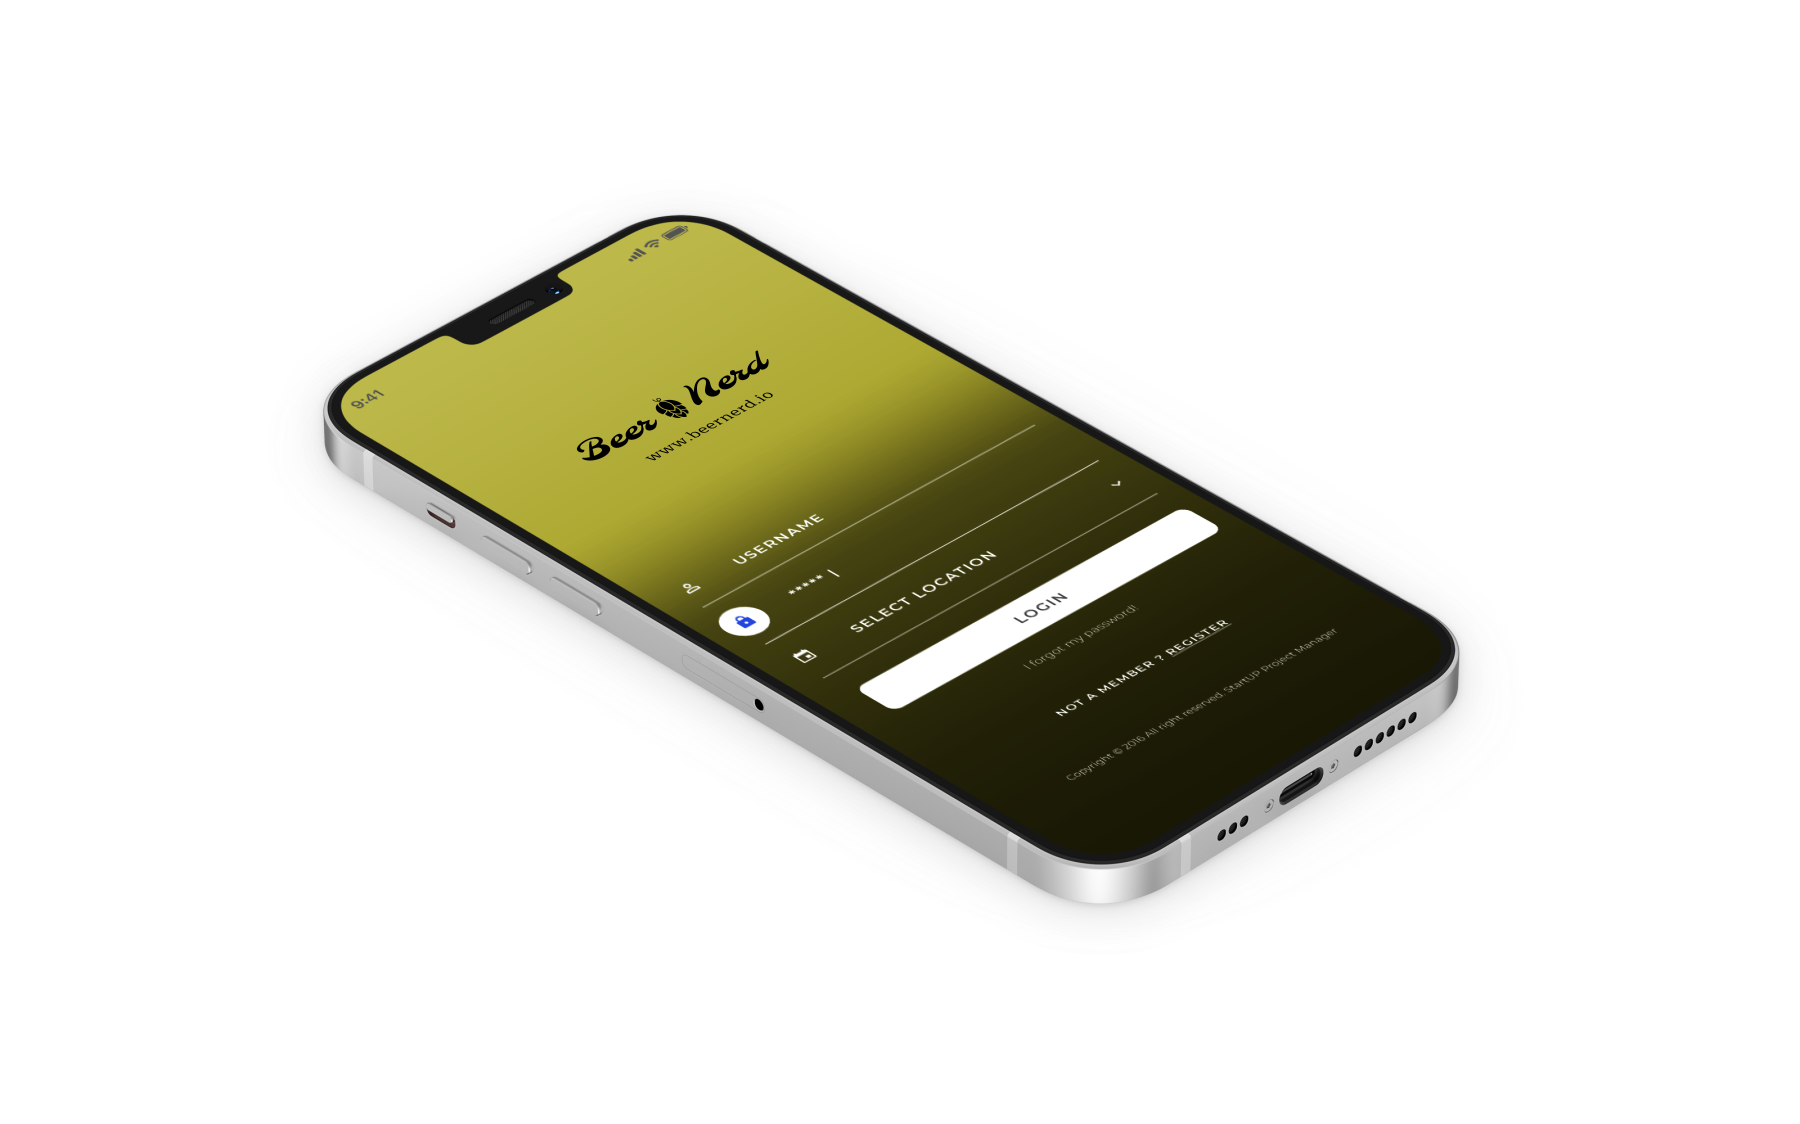 9:41
Beer Nerd
www.beernerd.io
USERNAME
***** |
SELECT LOCATION
LOGIN
I forgot my password!
NOT A MEMBER ? REGISTER
Copyright © 2016 All right reserved. StartUP Project Manager